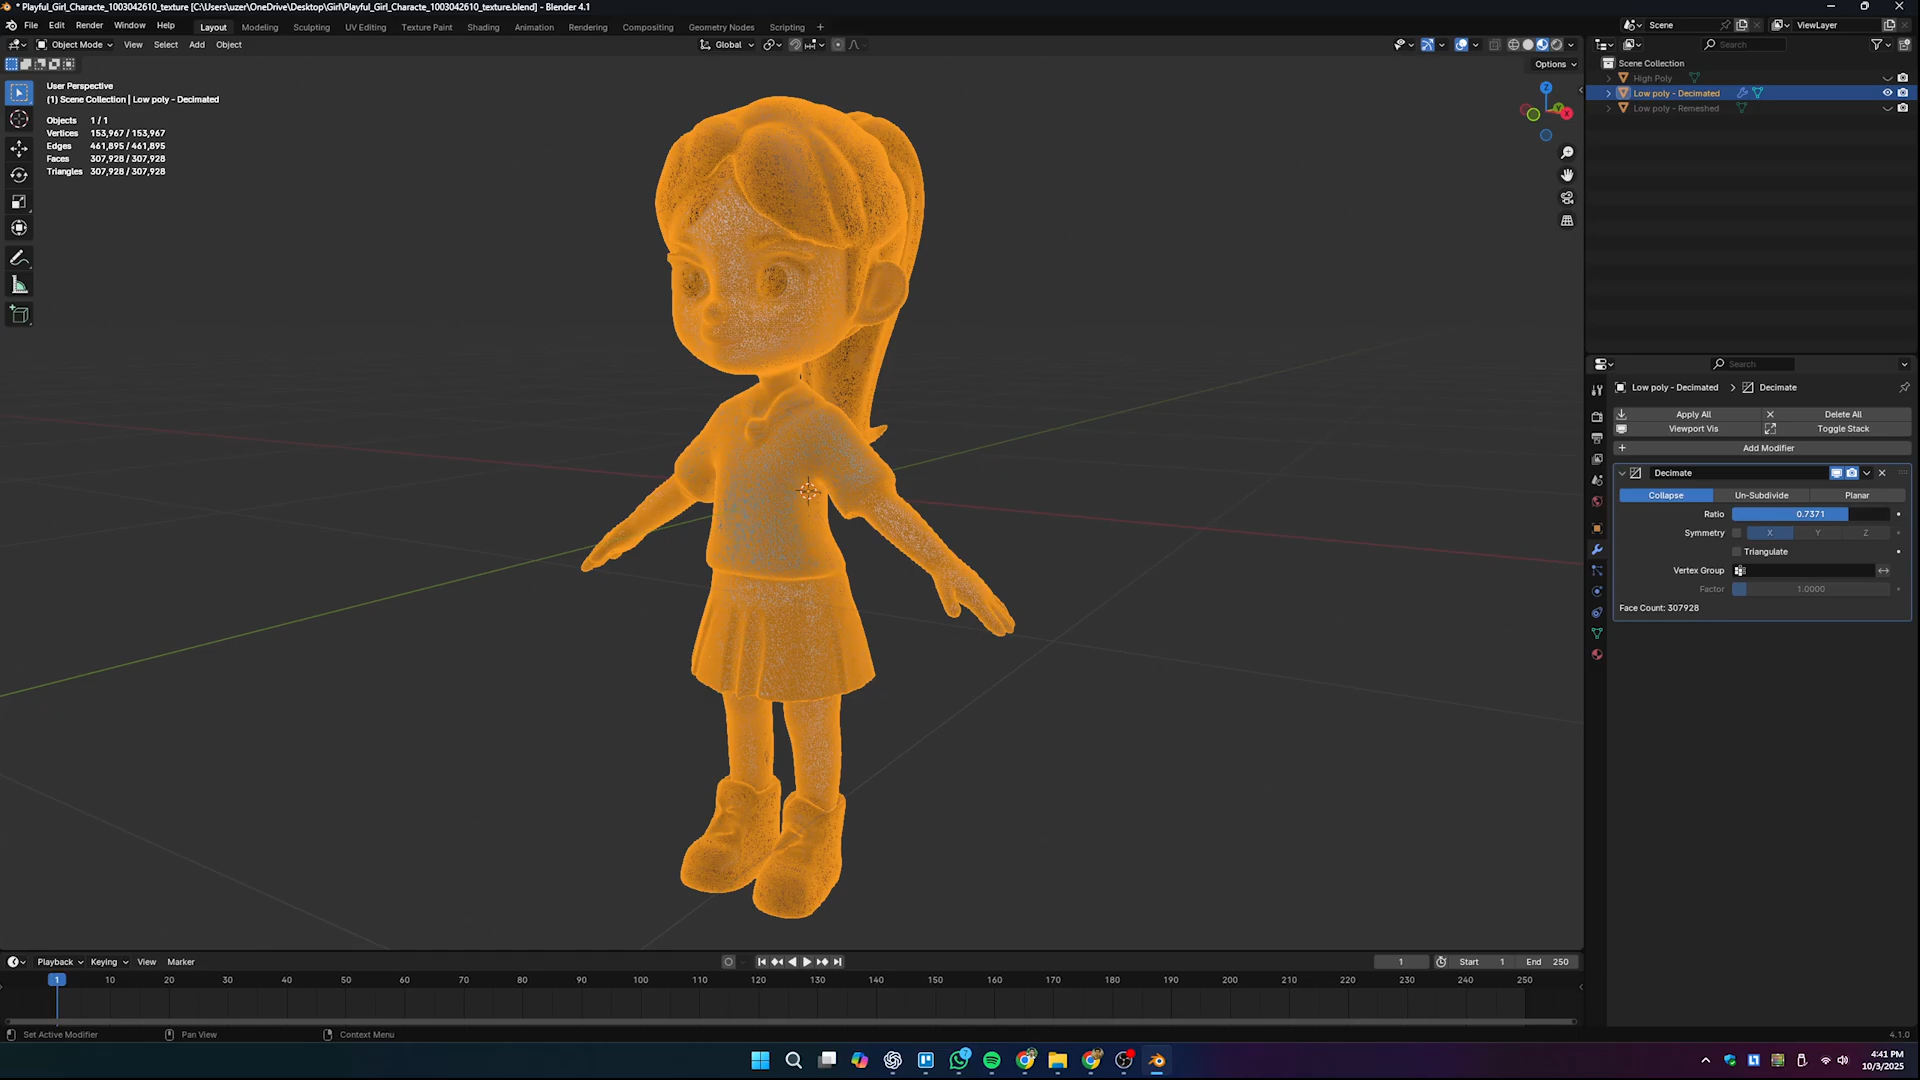 * Playful_Girl_Characte_1003042610_texture [C:\Users\uzer\OneDrive\Desktop\Girl\Playful_Girl_Characte_1003042610_texture.blend] - Blender 4.1
File Edit Render Window Help Layout Modeling Sculpting UV Editing Texture Paint Shading Animation Rendering Compositing Geometry Nodes Scripting + Scene ViewLayer
Object Mode View Select Add Object Global Search
Options
User Perspective
(1) Scene Collection | Low poly - Decimated
Objects 1 / 1
Vertices 153,967 / 153,967
Edges 461,895 / 461,895
Faces 307,928 / 307,928
Triangles 307,928 / 307,928
Z
Y
X
Scene Collection
High Poly
Low poly - Decimated
Low poly - Remeshed
Search
Low poly - Decimated > Decimate
Apply All Delete All
Viewport Vis Toggle Stack
+ Add Modifier
Decimate
Collapse Un-Subdivide Planar
Ratio 0.7371
Symmetry X Y Z
Triangulate
Vertex Group
Factor 1.0000
Face Count: 307928
Playback Keying View Marker 1 Start 1 End 250
1 10 20 30 40 50 60 70 80 90 100 110 120 130 140 150 160 170 180 190 200 210 220 230 240 250
Set Active Modifier Pan View Context Menu 4.1.0
4:41 PM
10/3/2025